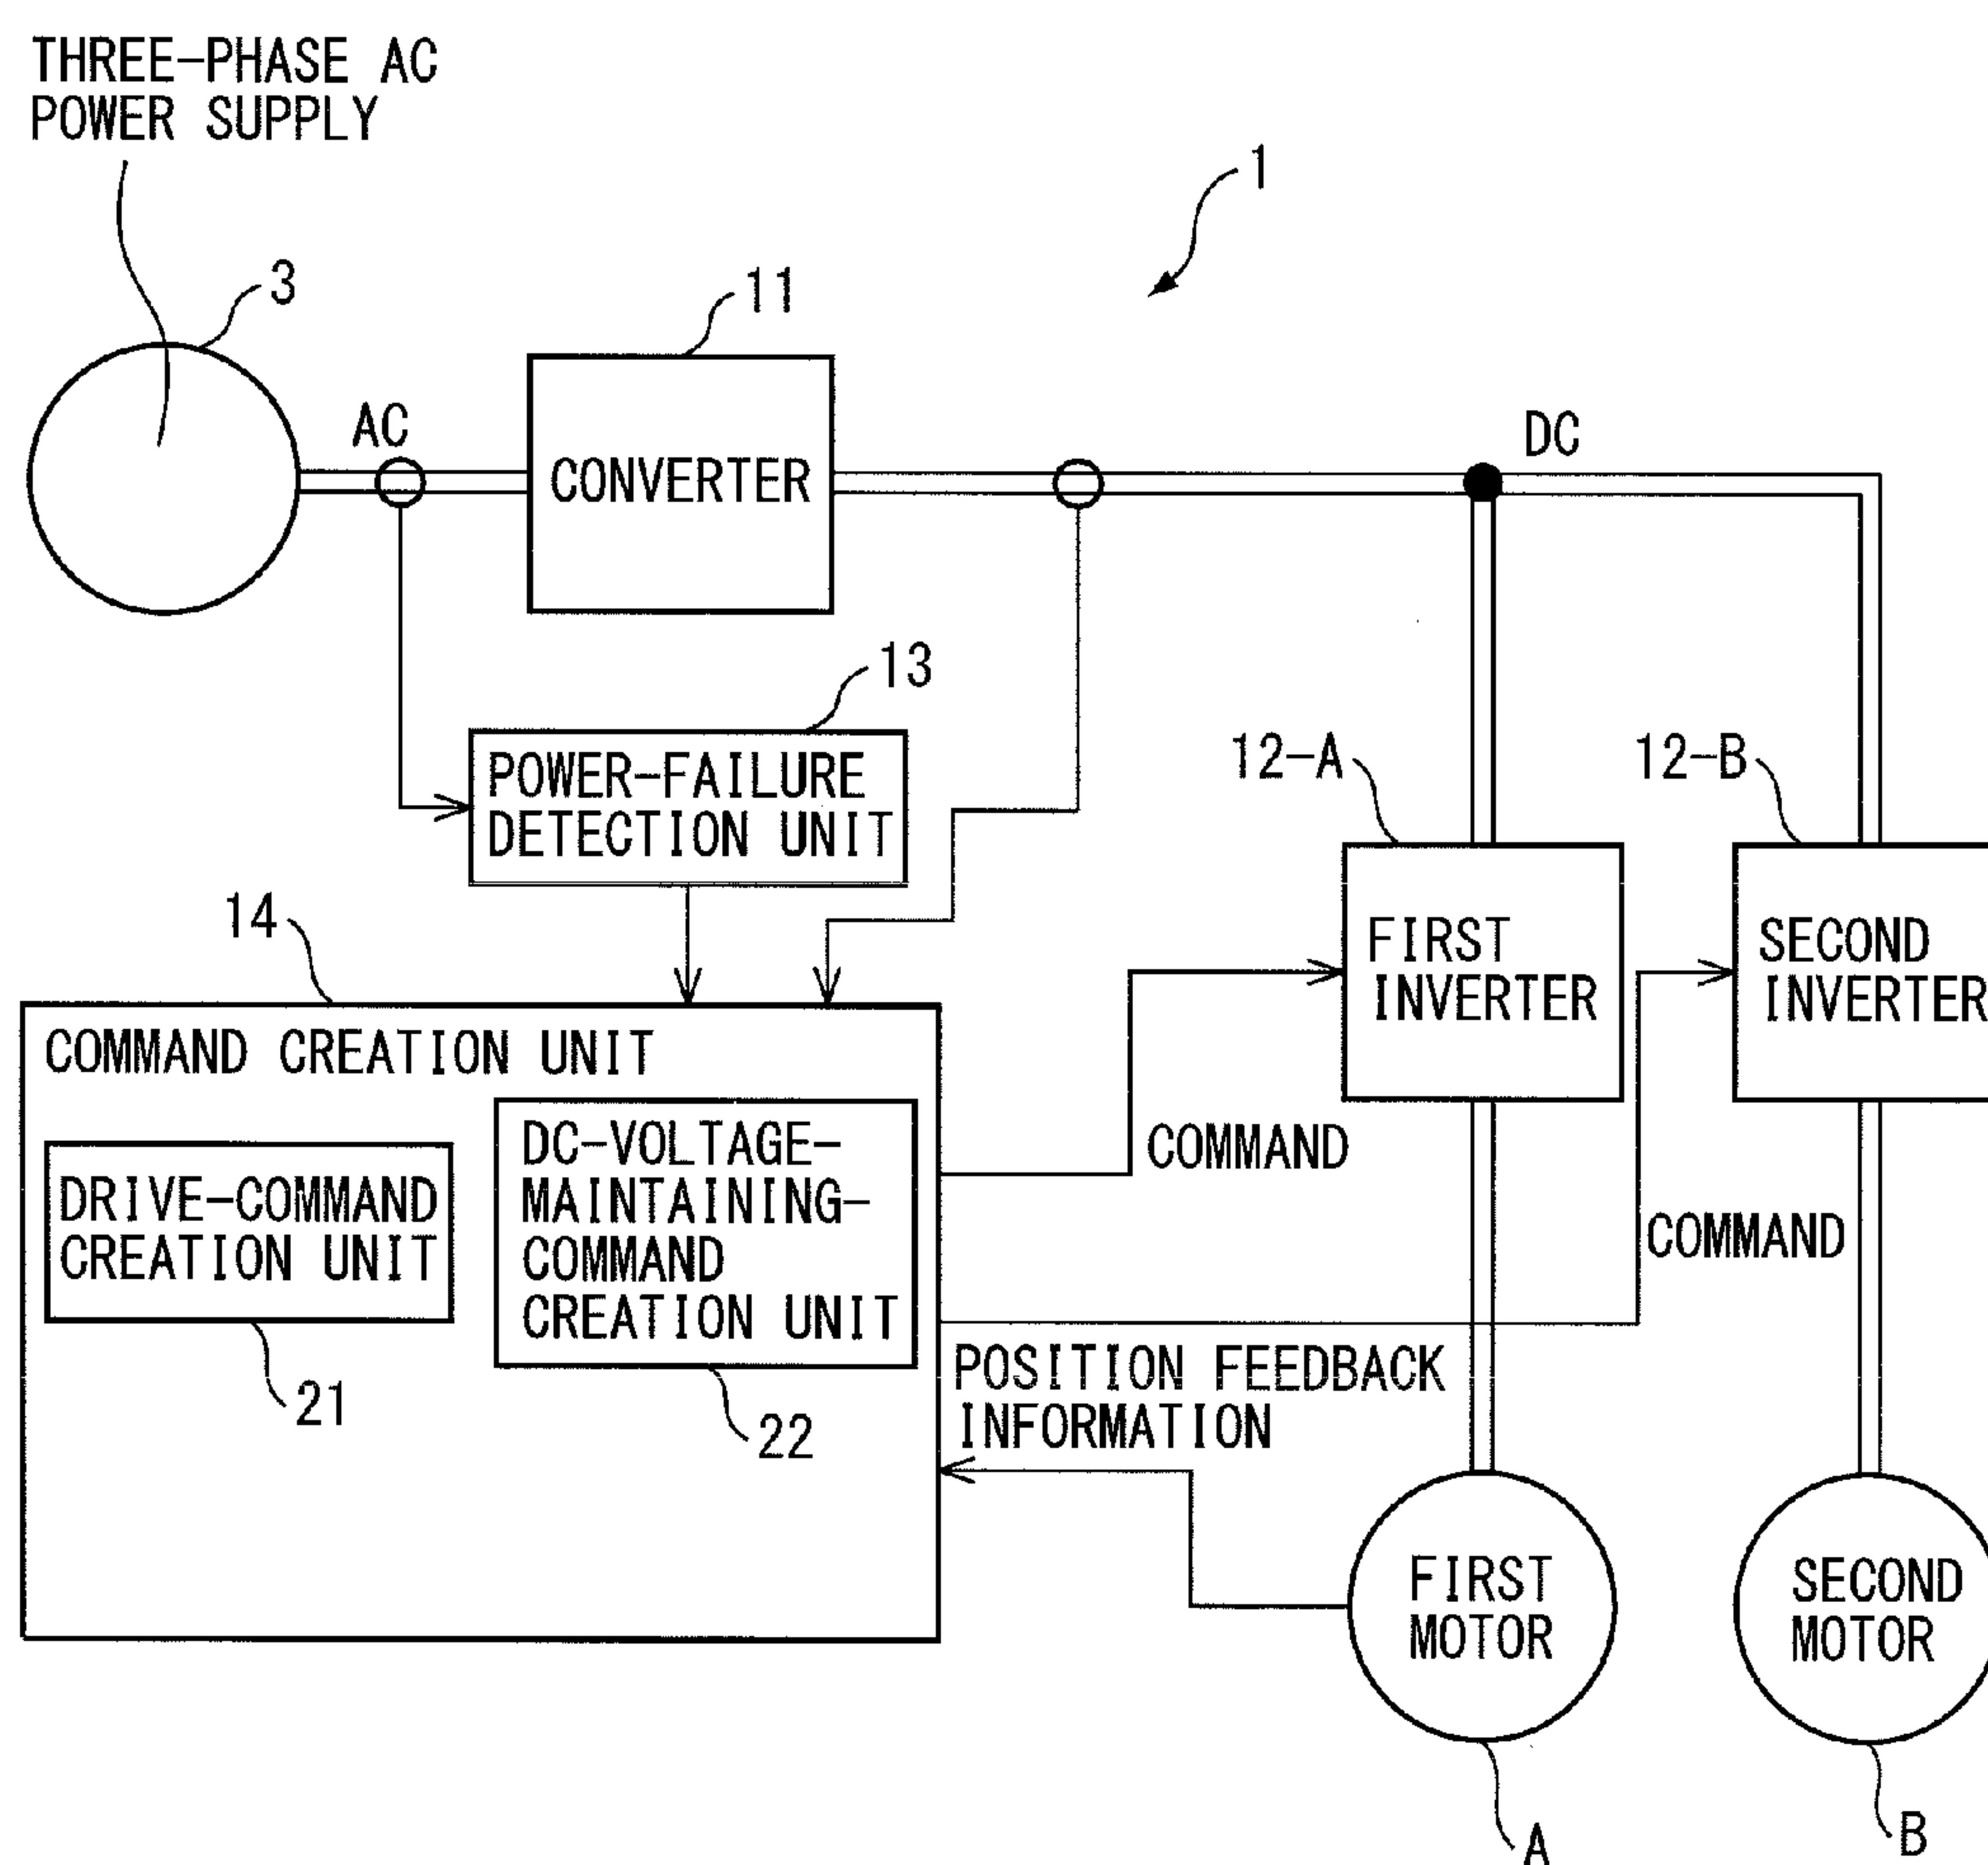 THREE-PHASE AC
POWER SUPPLY
1
3
11
AC
DC
CONVERTER
13
POWER-FAILURE
DETECTION UNIT
12-A
12-B
14
FIRST
INVERTER
SECOND
INVERTER
COMMAND CREATION UNIT
DC-VOLTAGE-
MAINTAINING-
COMMAND
CREATION UNIT
DRIVE-COMMAND
CREATION UNIT
COMMAND
COMMAND
21
22
POSITION FEEDBACK
INFORMATION
FIRST
MOTOR
SECOND
MOTOR
A
B